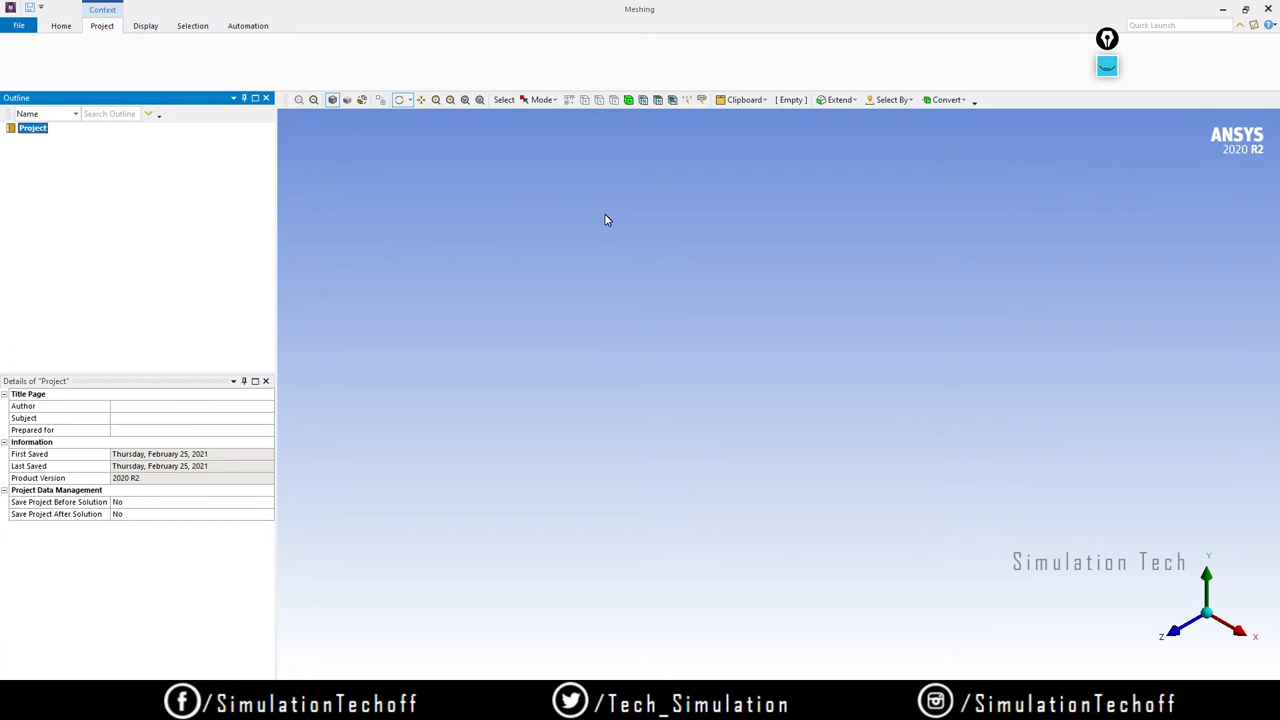 Context
Meshing
File Home Project Display Selection Automation
Quick Launch
Outline
Select Mode Clipboard [ Empty ] Extend Select By Convert
Name Search Outline
Project
ANSYS
2020 R2
Details of "Project"
Title Page
Author
Subject
Prepared for
Information
First Saved Thursday, February 25, 2021
Last Saved Thursday, February 25, 2021
Product Version 2020 R2
Project Data Management
Save Project Before Solution No
Save Project After Solution No
Simulation Tech
Y
Z X
/SimulationTechoff /Tech_Simulation /SimulationTechoff